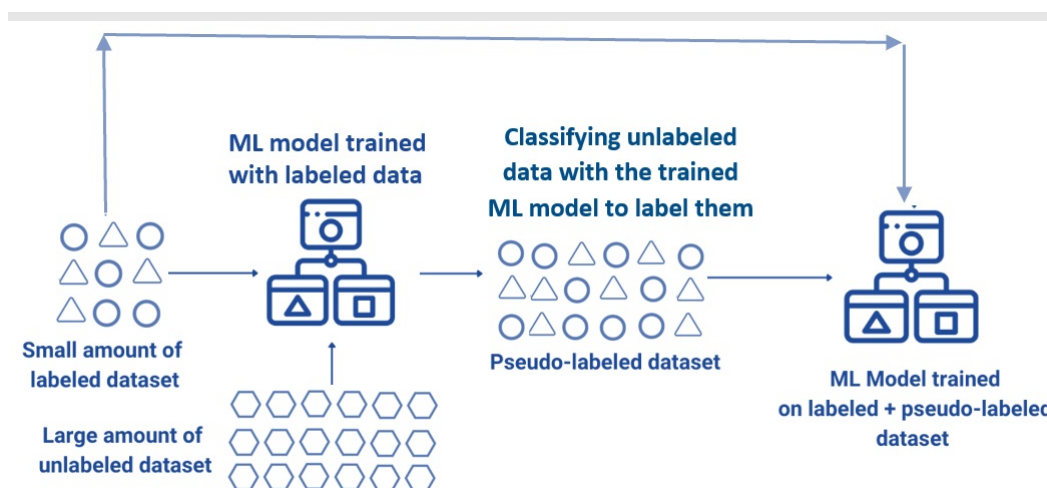 ML model trained
with labeled data
Classifying unlabeled
data with the trained
ML model to label them
Small amount of
labeled dataset
Pseudo-labeled dataset
ML Model trained
on labeled + pseudo-labeled
dataset
Large amount of
unlabeled dataset